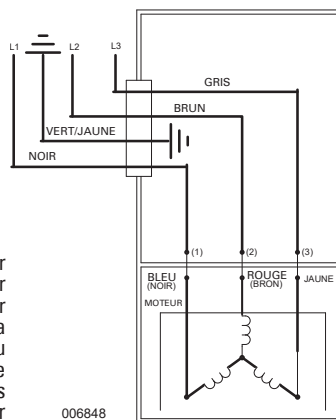 L1
L2
L3
GRIS
BRUN
VERT/JAUNE
NOIR
(1)
(2)
(3)
BLEU
(NOIR)
ROUGE
(BRON)
JAUNE
MOTEUR
r
r
r
a
u
e
s
r
006848